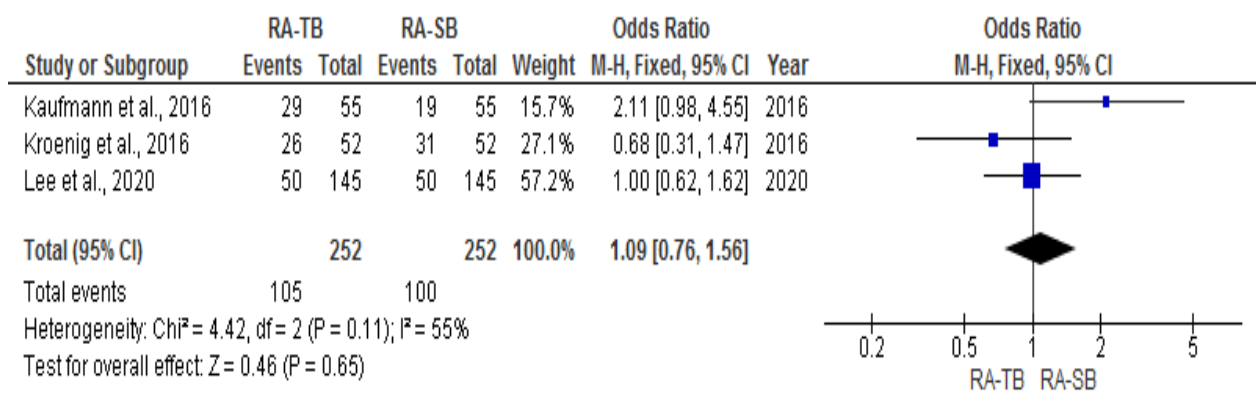 RA-TB RA-SB Odds Ratio Odds Ratio
Study or Subgroup Events Total Events Total Weight M-H, Fixed, 95% CI Year M-H, Fixed, 95% CI
Kaufmann et al., 2016 29 55 19 55 15.7% 2.11 [0.98, 4.55] 2016
Kroenig et al., 2016 26 52 31 52 27.1% 0.68 [0.31, 1.47] 2016
Lee et al., 2020 50 145 50 145 57.2% 1.00 [0.62, 1.62] 2020
Total (95% CI) 252 252 100.0% 1.09 [0.76, 1.56]
Total events 105 100
Heterogeneity: Chi² = 4.42, df = 2 (P = 0.11); I² = 55%
Test for overall effect: Z = 0.46 (P = 0.65)
0.2 0.5 1 2 5
RA-TB RA-SB